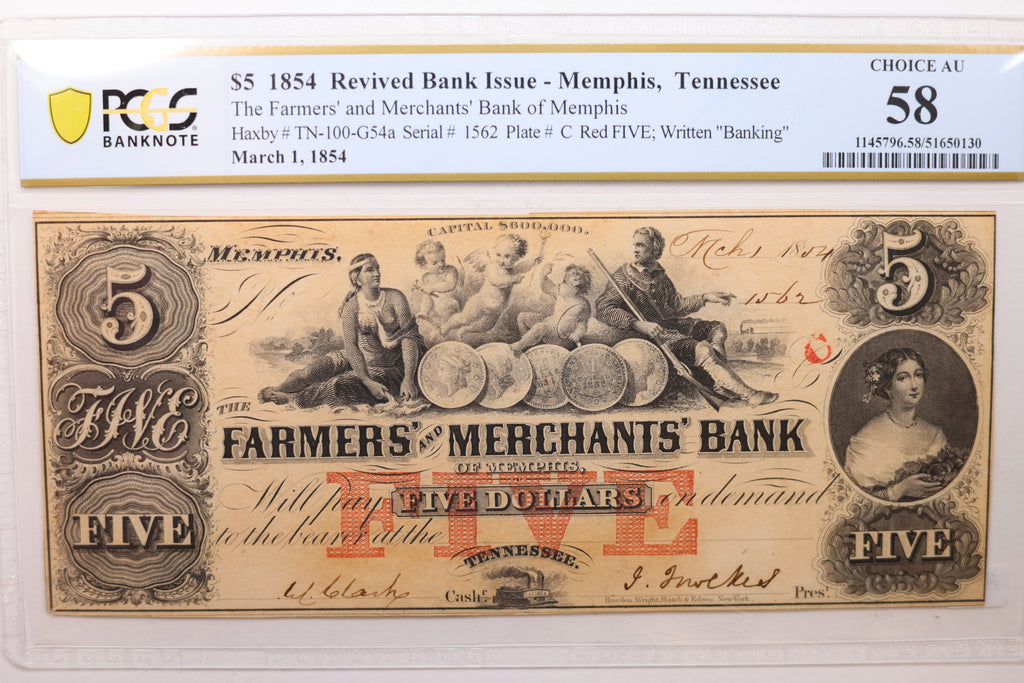 PCGS
BANKNOTE
$5 1854 Revived Bank Issue - Memphis, Tennessee
The Farmers' and Merchants' Bank of Memphis
Haxby # TN-100-G54a Serial # 1562 Plate # C Red FIVE; Written "Banking"
March 1, 1854
CHOICE AU
58
1145796.58/51650130
CAPITAL $600,000.
5
MEMPHIS,
Mch 1 1854
5
No
1562
C
FIVE
THE
FARMERS' AND MERCHANTS' BANK
OF MEMPHIS,
Will pay FIVE DOLLARS on demand
FIVE
to the bearer at the
FIVE
FIVE
TENNESSEE.
Cashr.
Prest.
Rawdon, Wright, Hatch & Edson, New-York.